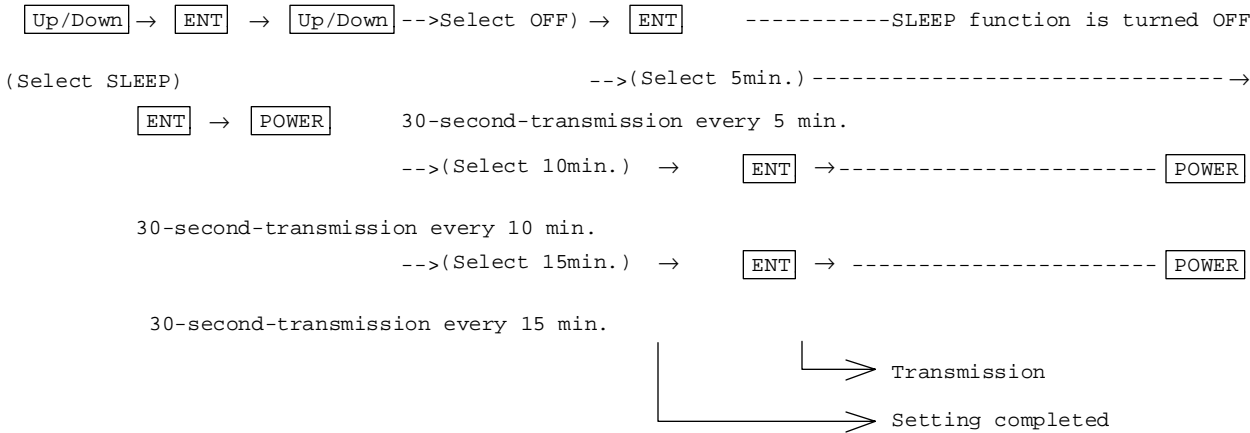 Up/Down → ENT → Up/Down -->Select OFF) → ENT -----------SLEEP function is turned OFF
(Select SLEEP) -->(Select 5min.) ------------------------------- →
ENT → POWER 30-second-transmission every 5 min.
-->(Select 10min.) → ENT →------------------------ POWER
30-second-transmission every 10 min.
-->(Select 15min.) → ENT → ----------------------- POWER
30-second-transmission every 15 min.
Transmission
Setting completed